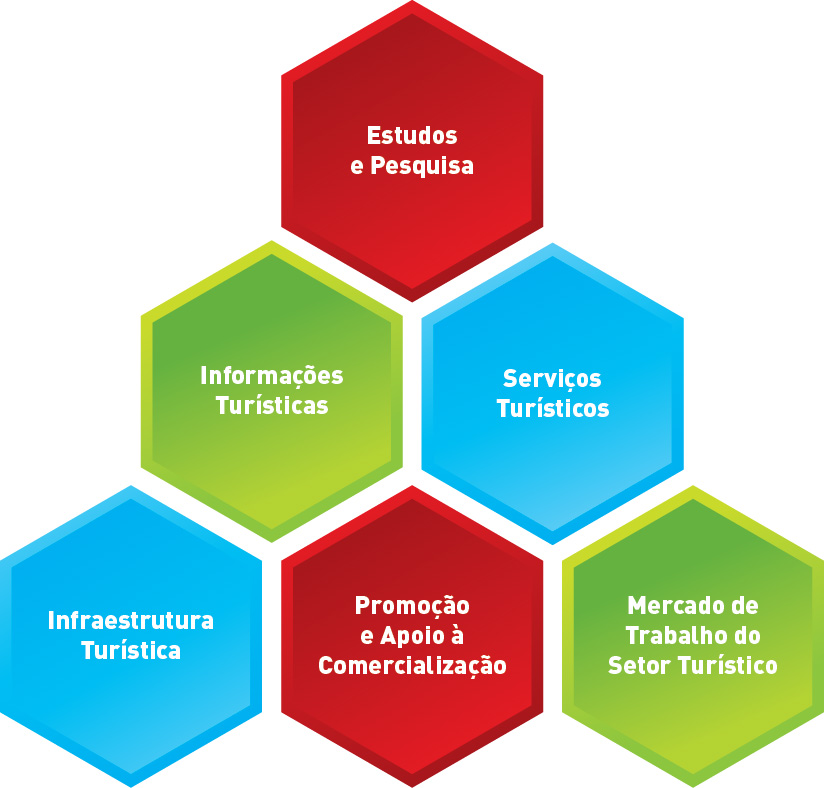 Estudos
e Pesquisa
Informações
Turísticas
Serviços
Turísticos
Infraestrutura
Turística
Promoção
e Apoio à
Comercialização
Mercado de
Trabalho do
Setor Turístico